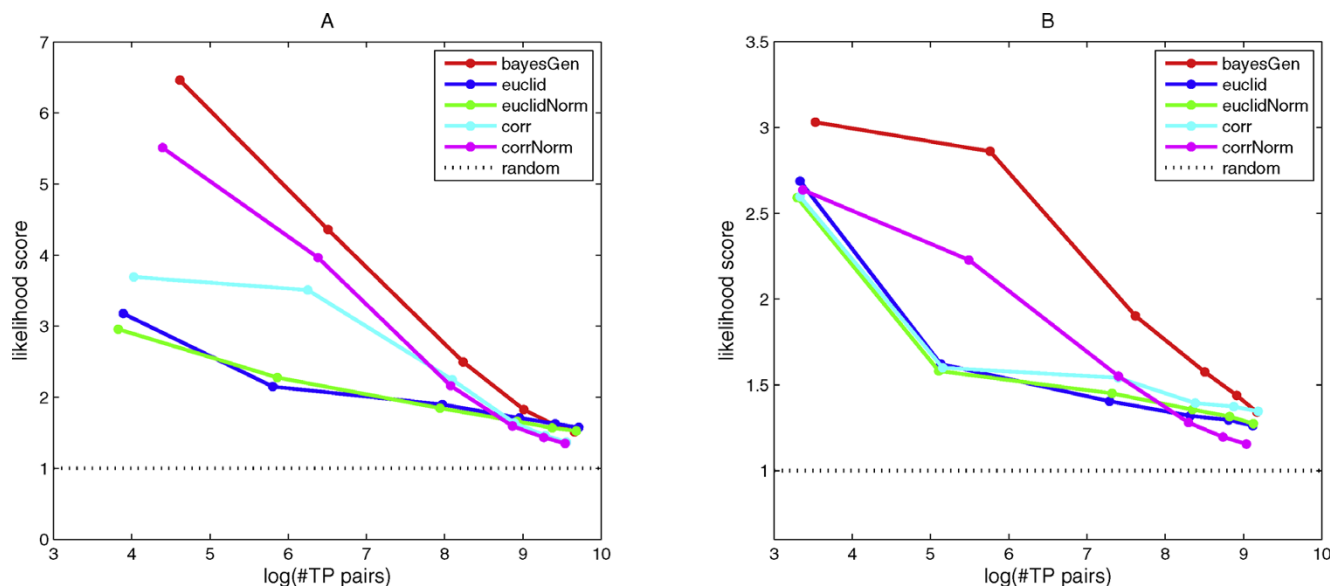 A
7
6
5
4
3
2
1
0
likelihood score
bayesGen
euclid
euclidNorm
corr
corrNorm
random
3 4 5 6 7 8 9 10
log(#TP pairs)
B
3.5
3
2.5
2
1.5
1
likelihood score
bayesGen
euclid
euclidNorm
corr
corrNorm
random
3 4 5 6 7 8 9 10
log(#TP pairs)